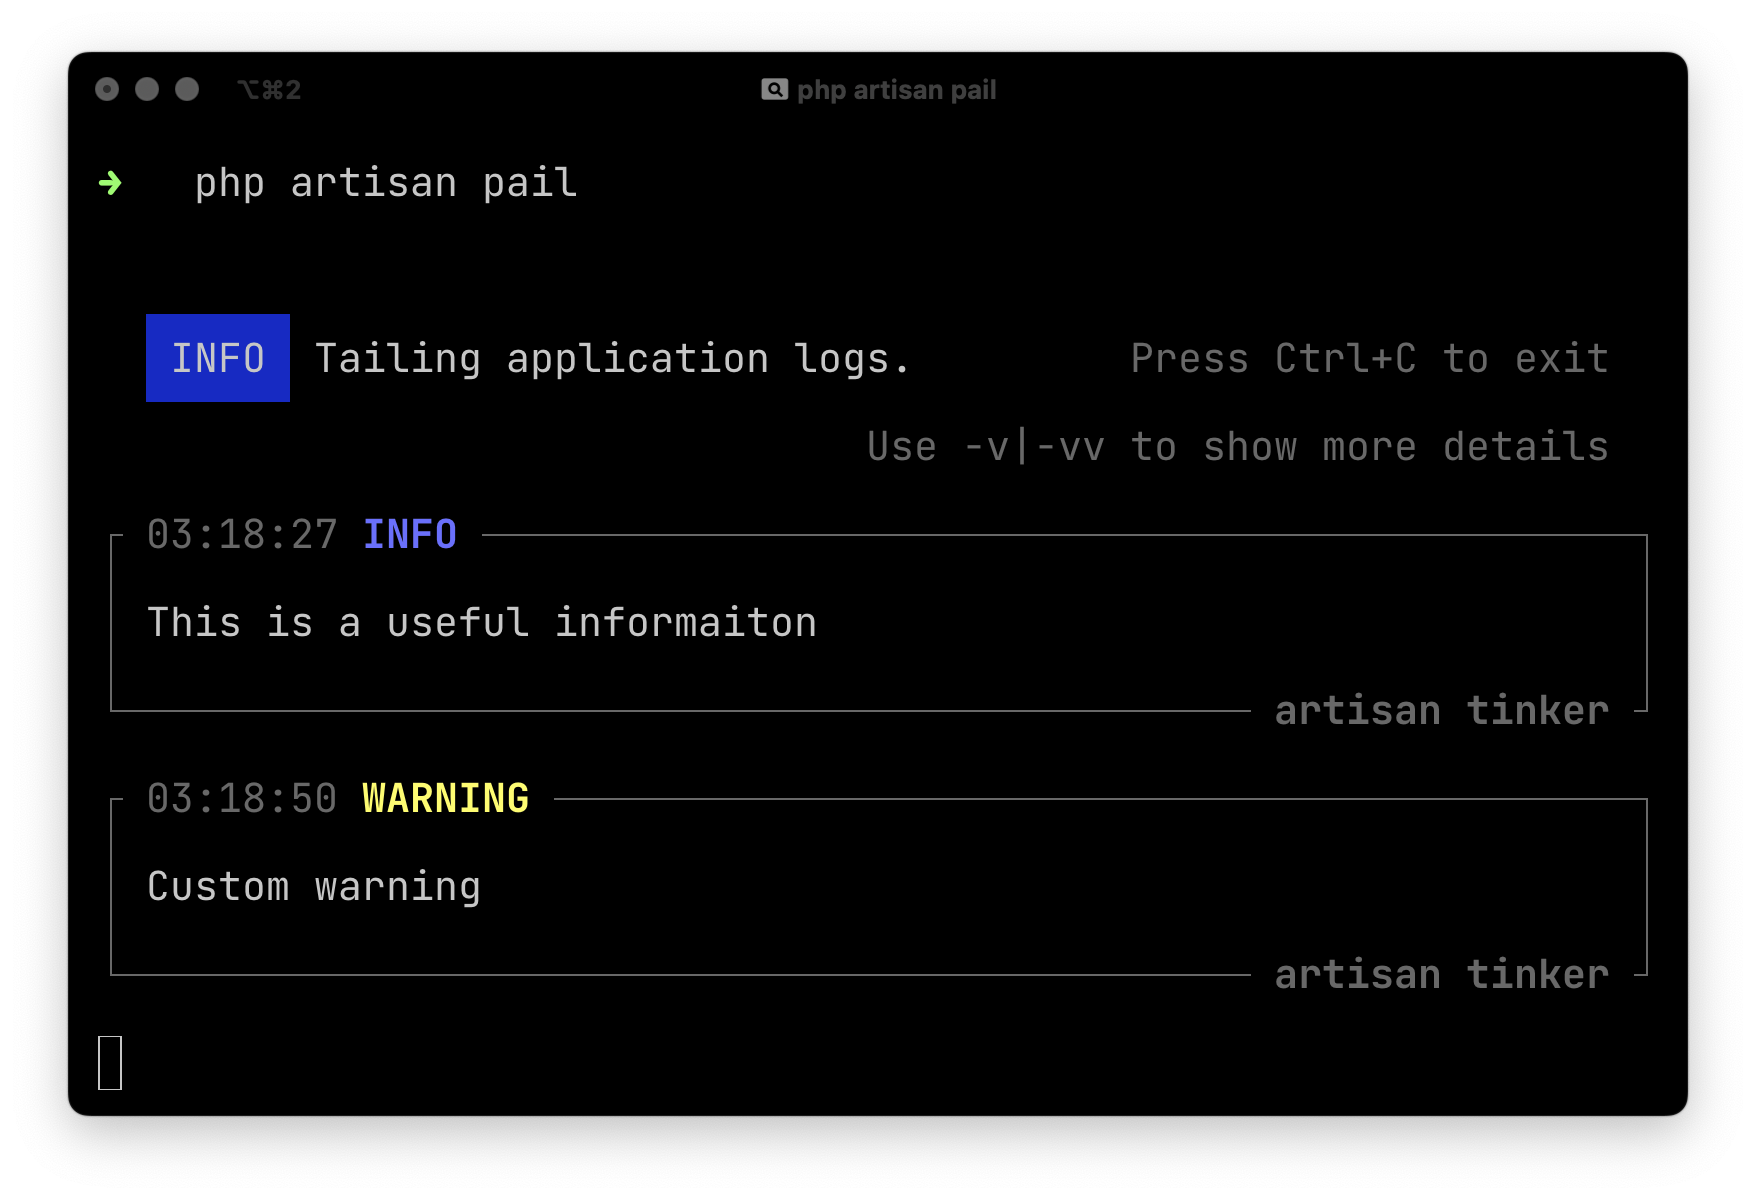 ⌥⌘2 php artisan pail
➜ php artisan pail
INFO Tailing application logs. Press Ctrl+C to exit
Use -v|-vv to show more details
03:18:27 INFO
This is a useful informaiton
artisan tinker
03:18:50 WARNING
Custom warning
artisan tinker